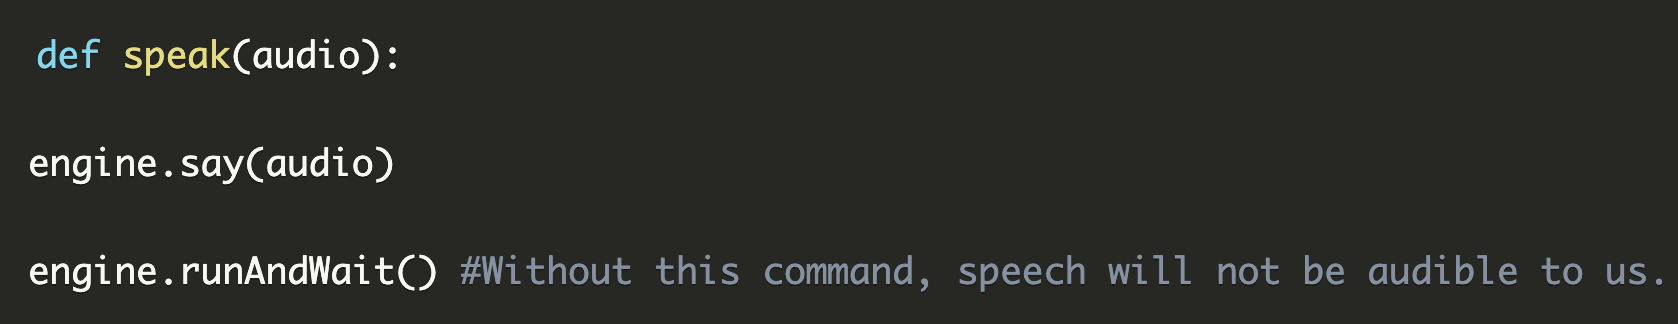 def speak(audio):
engine.say(audio)
engine.runAndWait() #Without this command, speech will not be audible to us.